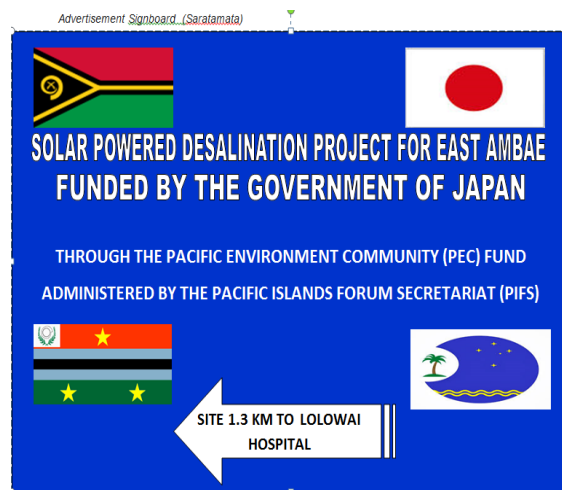 Advertisement Signboard (Saratamata)
SOLAR POWERED DESALINATION PROJECT FOR EAST AMBAE
FUNDED BY THE GOVERNMENT OF JAPAN
THROUGH THE PACIFIC ENVIRONMENT COMMUNITY (PEC) FUND
ADMINISTERED BY THE PACIFIC ISLANDS FORUM SECRETARIAT (PIFS)
SITE 1.3 KM TO LOLOWAI
HOSPITAL